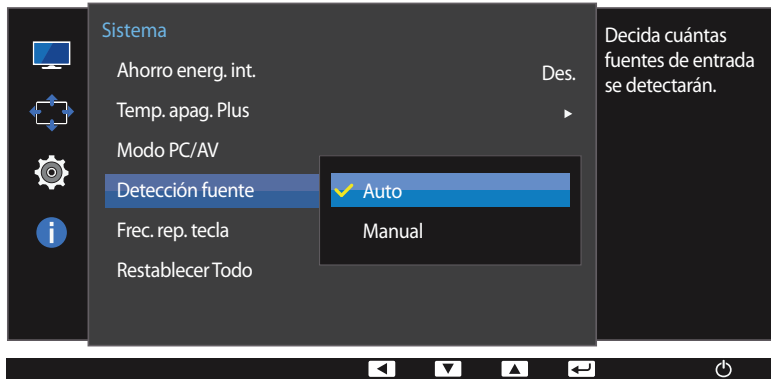 Sistema
Ahorro energ. int. Des.
Temp. apag. Plus
Modo PC/AV
Detección fuente
Auto
Frec. rep. tecla
Manual
Restablecer Todo
Decida cuántas
fuentes de entrada
se detectarán.